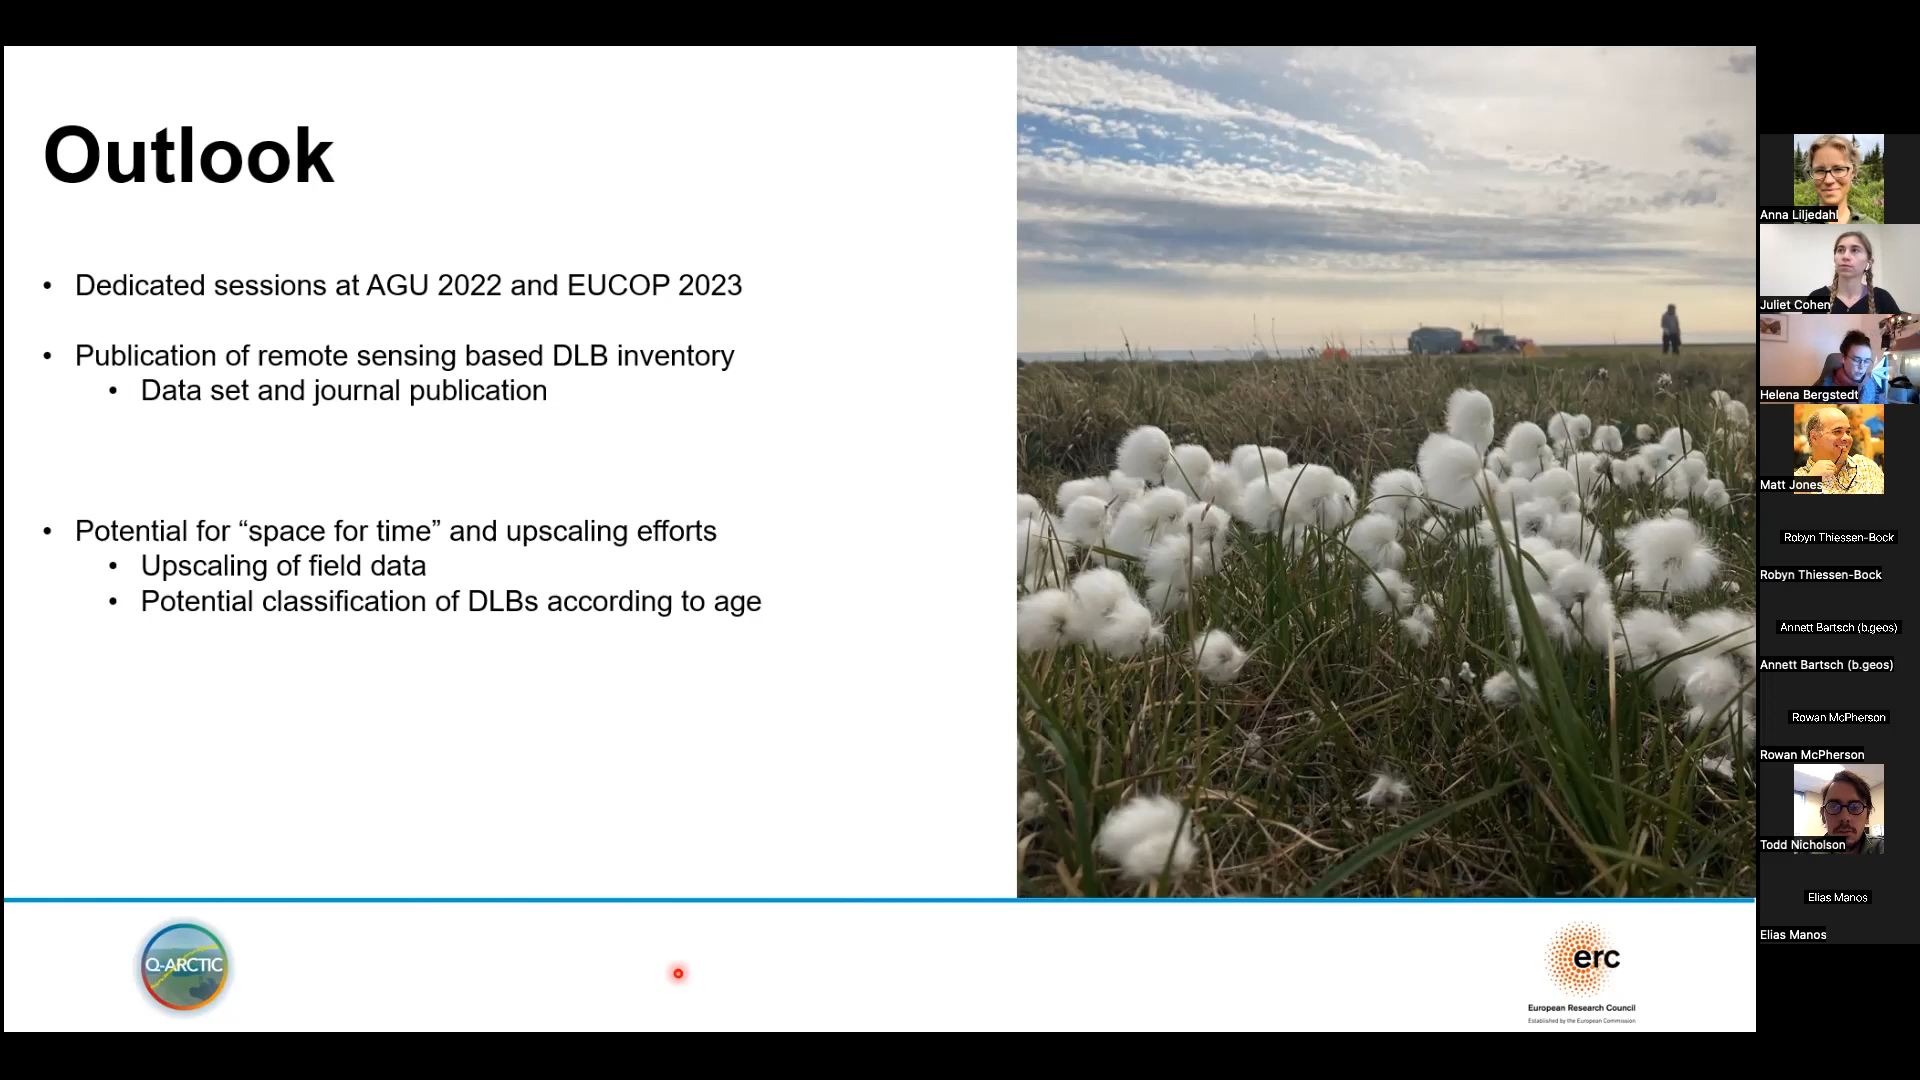 Outlook
• Dedicated sessions at AGU 2022 and EUCOP 2023
• Publication of remote sensing based DLB inventory
• Data set and journal publication
• Potential for “space for time” and upscaling efforts
• Upscaling of field data
• Potential classification of DLBs according to age
Q-ARCTIC
erc
European Research Council
Established by the European Commission
Anna Liljedahl
Juliet Cohen
Helena Bergstedt
Matt Jones
Robyn Thiessen-Bock
Robyn Thiessen-Bock
Annett Bartsch (b.geos)
Annett Bartsch (b.geos)
Rowan McPherson
Rowan McPherson
Todd Nicholson
Elias Manos
Elias Manos